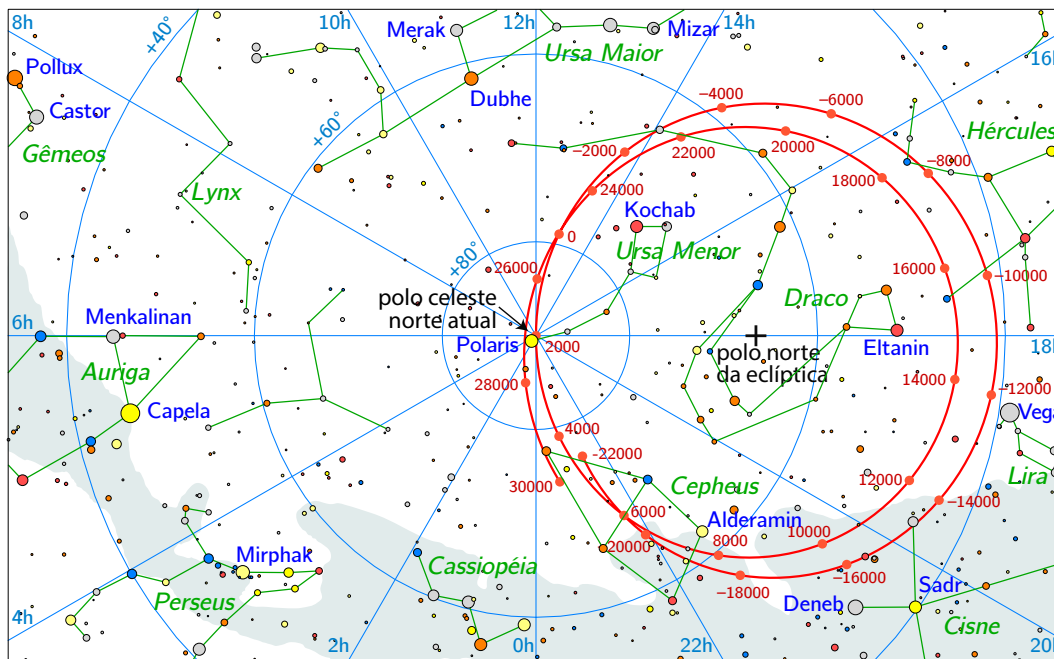 8h
10h
12h
14h
16h
+40°
Merak
Mizar
Ursa Maior
Pollux
Dubhe
Castor
−4000
−6000
+60°
Gêmeos
Hércules
−2000
22000
20000
−8000
Lynx
24000
18000
Kochab
0
Ursa Menor
+80°
26000
16000
−10000
polo celeste
norte atual
Draco
6h
Menkalinan
Polaris
2000
Eltanin
18h
polo norte
da eclíptica
Auriga
28000
14000
−12000
Capela
Vega
4000
-22000
Lira
30000
Cepheus
12000
−14000
6000
Alderamin
-20000
8000
10000
Mirphak
Cassiopéia
−16000
−18000
Sadr
Perseus
Deneb
4h
2h
0h
22h
Cisne
20h